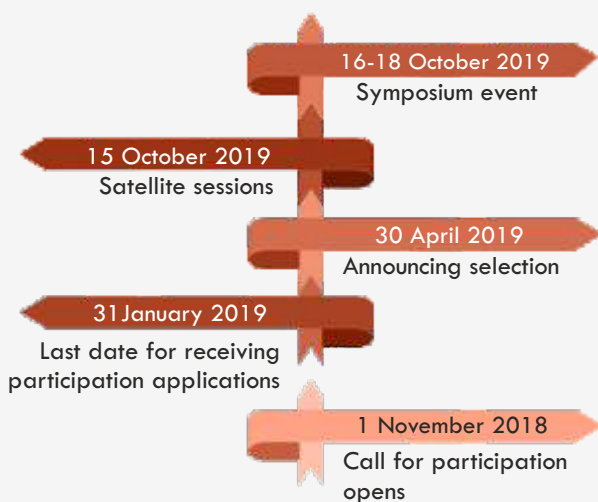 16-18 October 2019
Symposium event
15 October 2019
Satellite sessions
30 April 2019
Announcing selection
31January 2019
Last date for receiving
participation applications
1 November 2018
Call for participation
opens